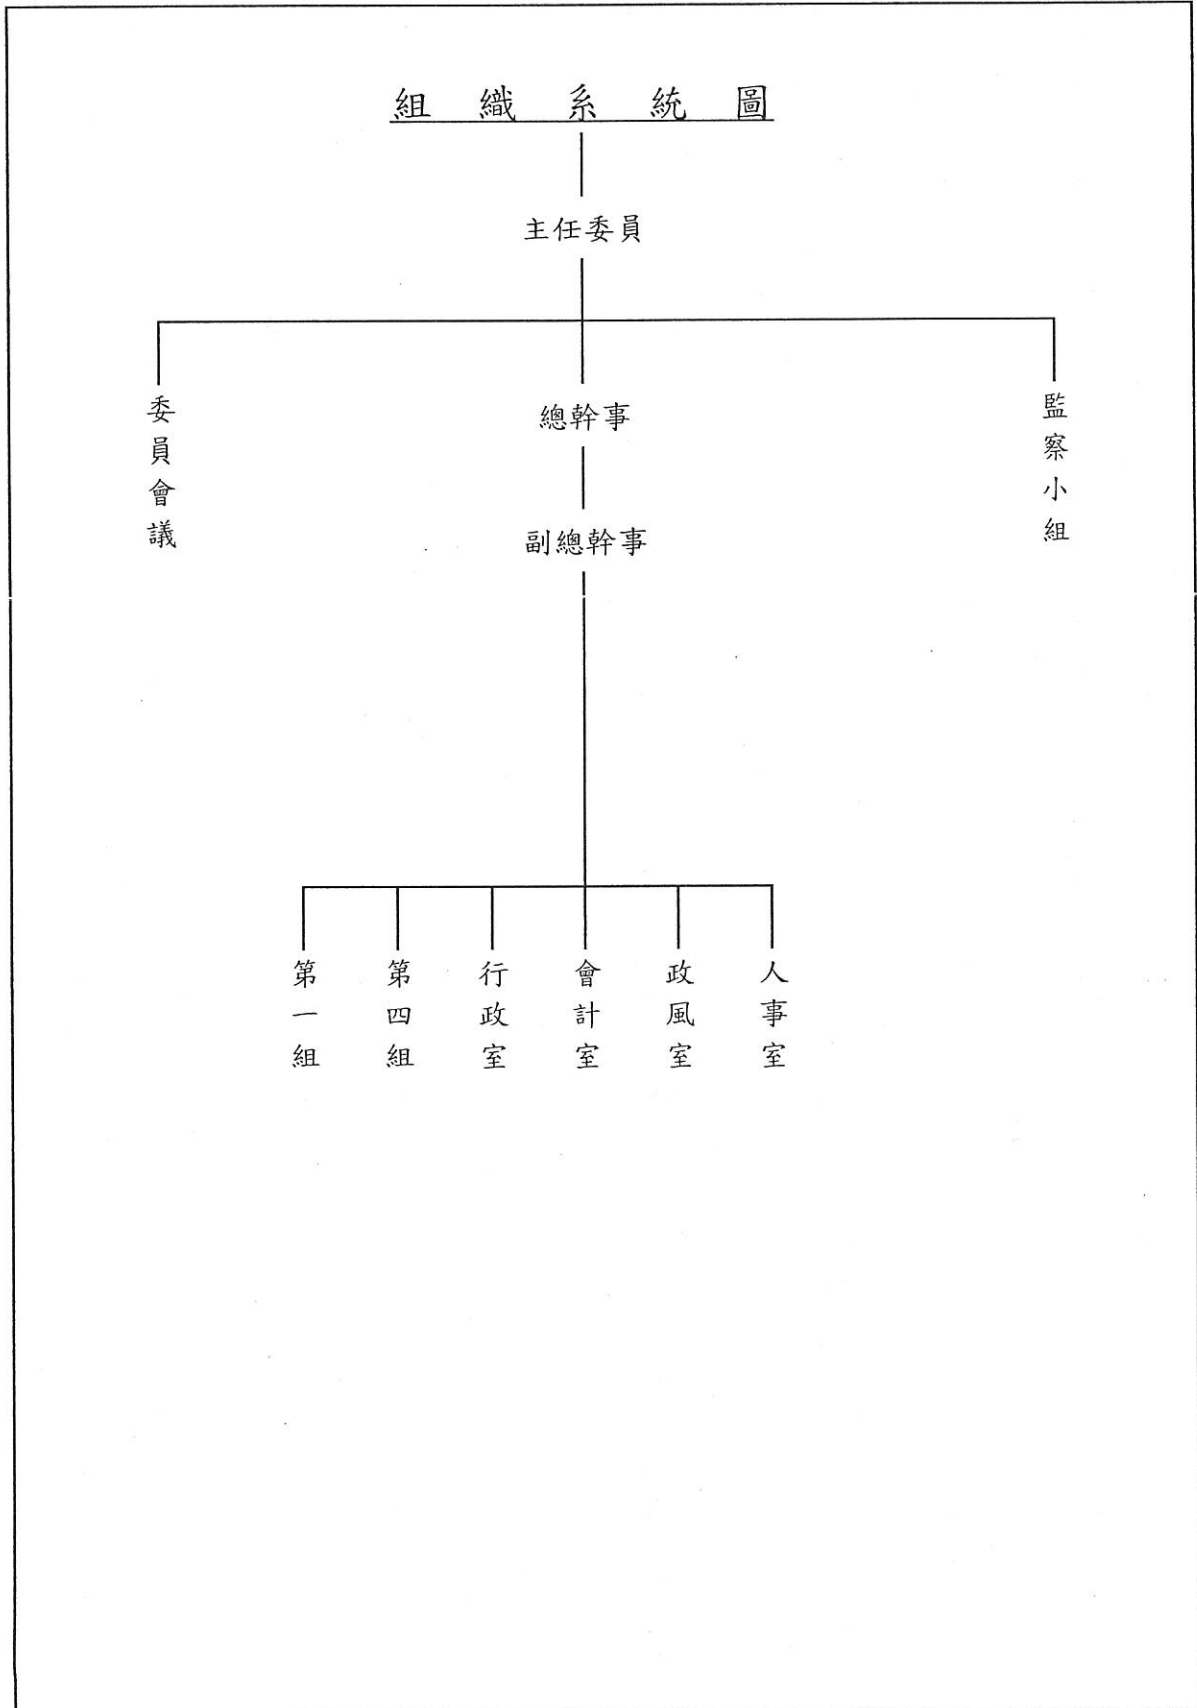 組織系統圖
主任委員
委員會議
總幹事
監察小組
副總幹事
第一組
第四組
行政室
會計室
政風室
人事室